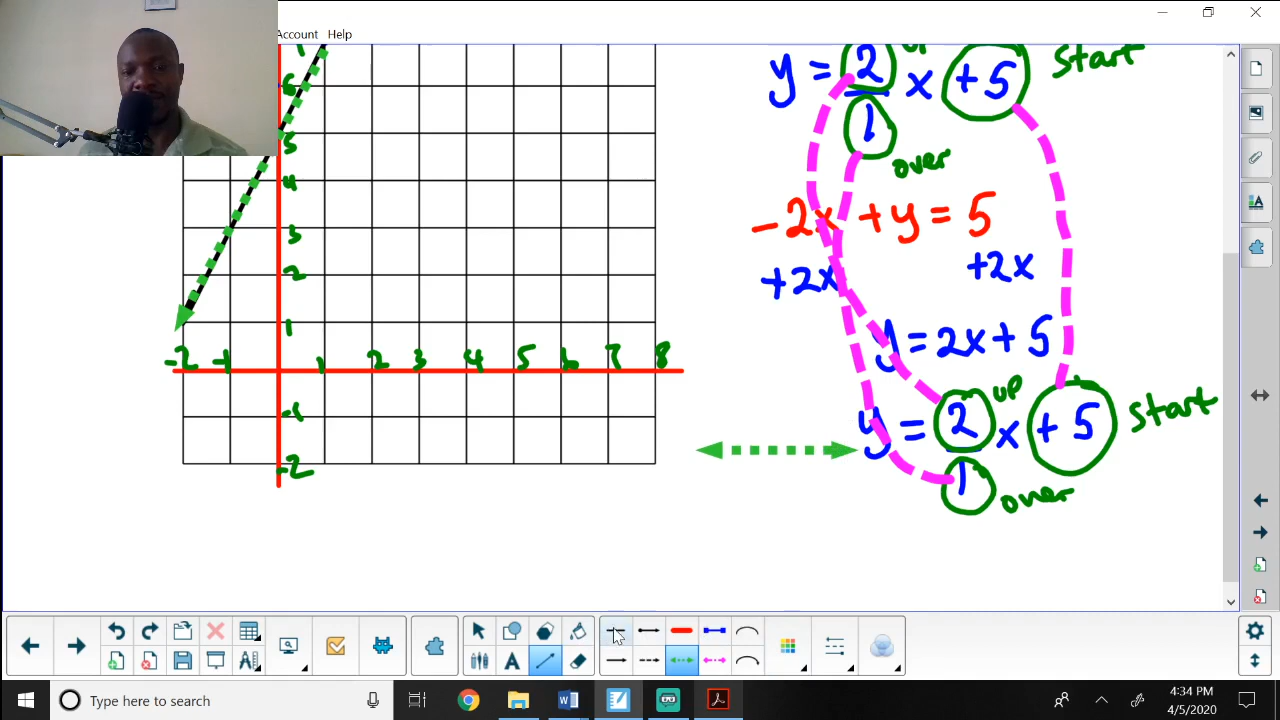 Account Help
y = 2 x + 5 start
1
over
-2x + y = 5
+2x +2x
y = 2x + 5
up
y = 2 x + 5 start
1
over
6
5
4
3
2
1
-2 -1 1 2 3 4 5 6 7 8
-1
-2
A
Type here to search
4:34 PM
4/5/2020